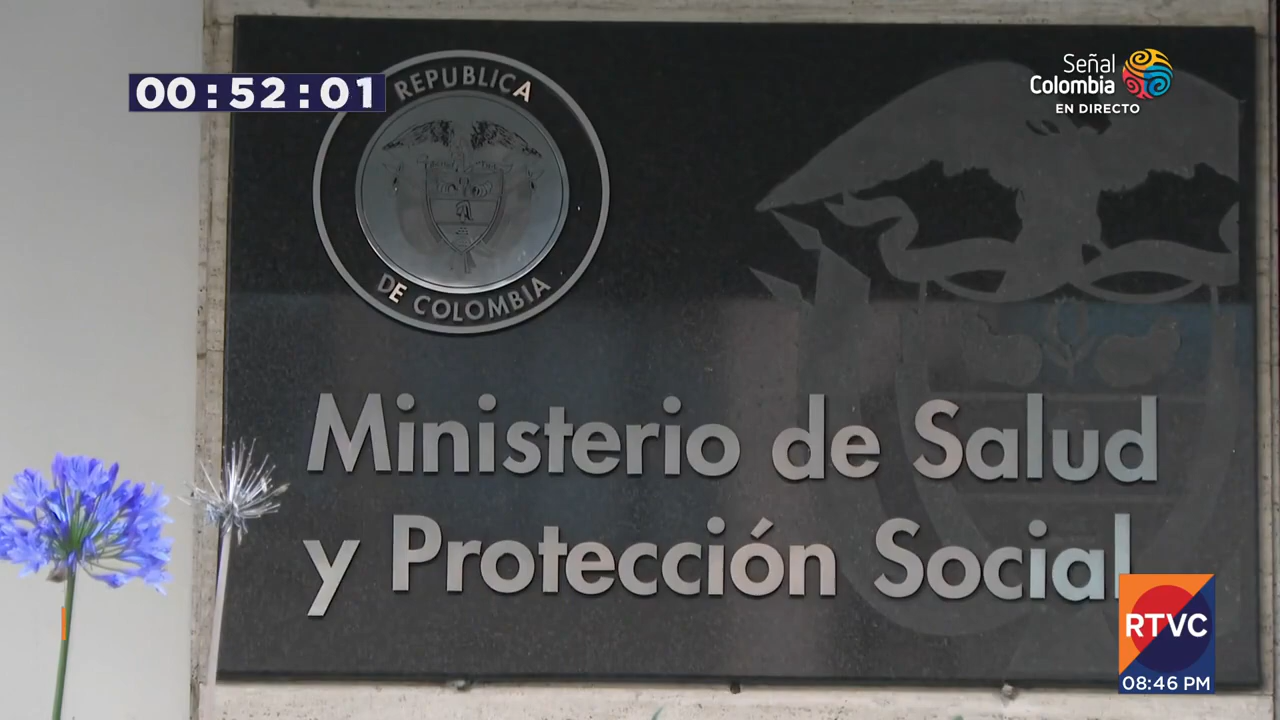 00:52:01
Señal
Colombia
EN DIRECTO
REPUBLICA
DE COLOMBIA
Ministerio de Salud
y Protección Social
RTVC
08:46 PM